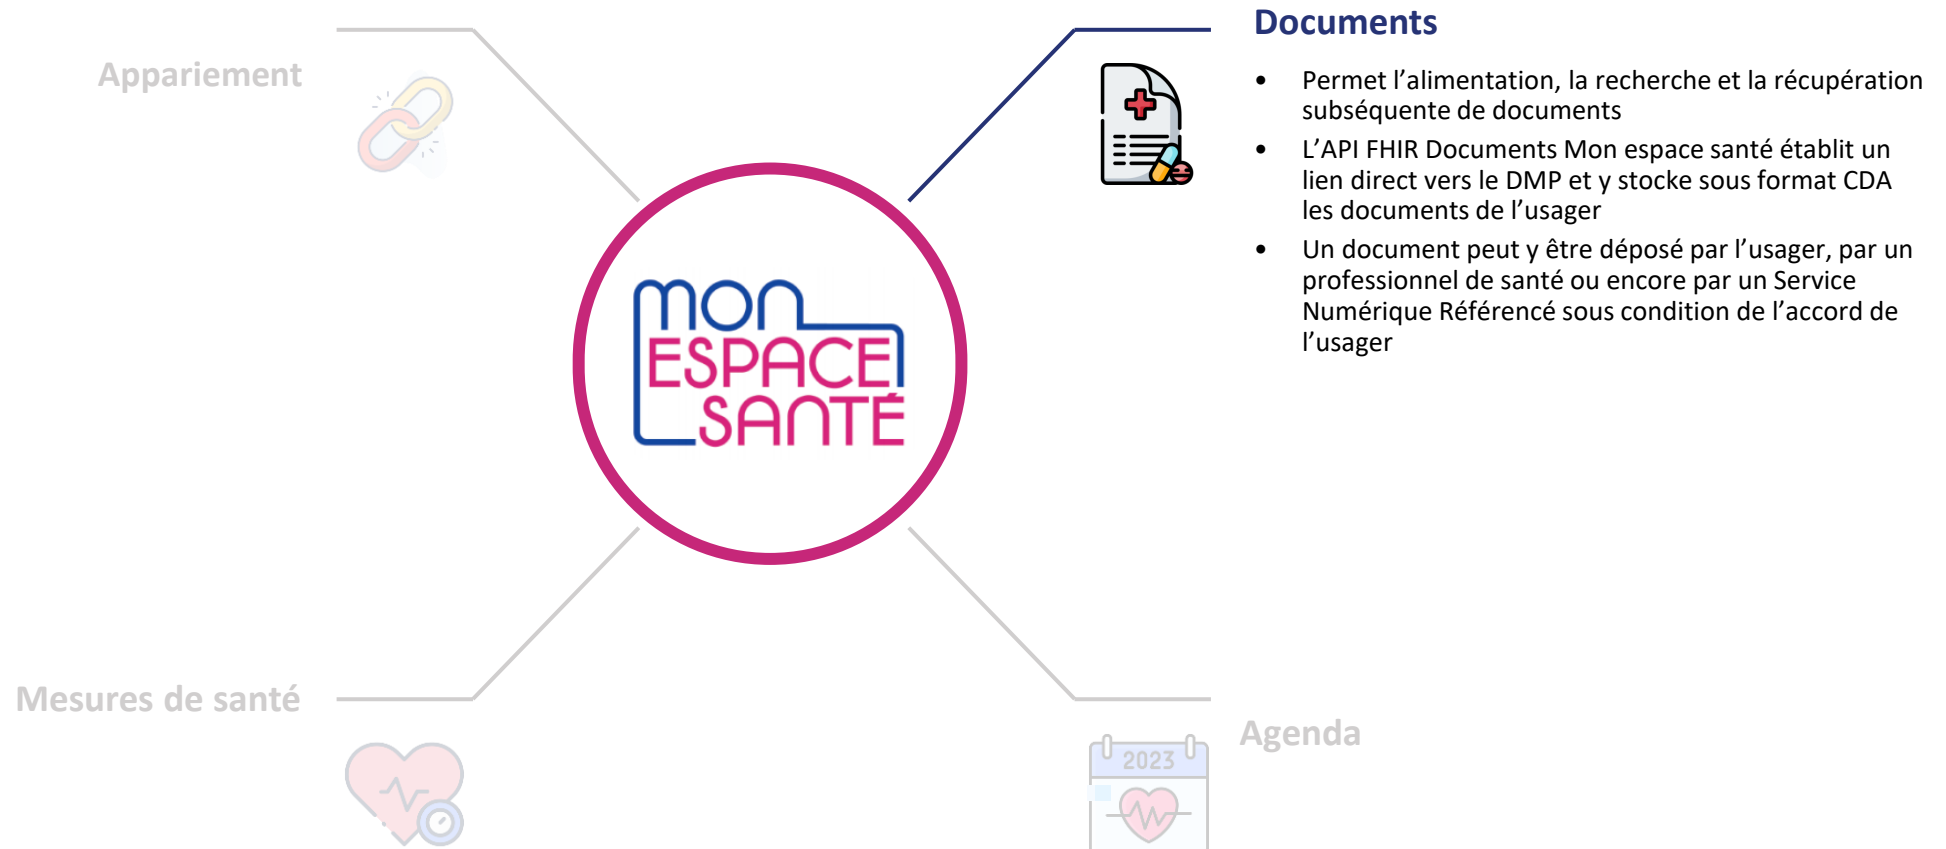 Appariement
Documents
• Permet l’alimentation, la recherche et la récupération
subséquente de documents
• L’API FHIR Documents Mon espace santé établit un
lien direct vers le DMP et y stocke sous format CDA
les documents de l’usager
• Un document peut y être déposé par l’usager, par un
professionnel de santé ou encore par un Service
Numérique Référencé sous condition de l’accord de
l’usager
mon
ESPACE
SANTÉ
Mesures de santé
Agenda
2023